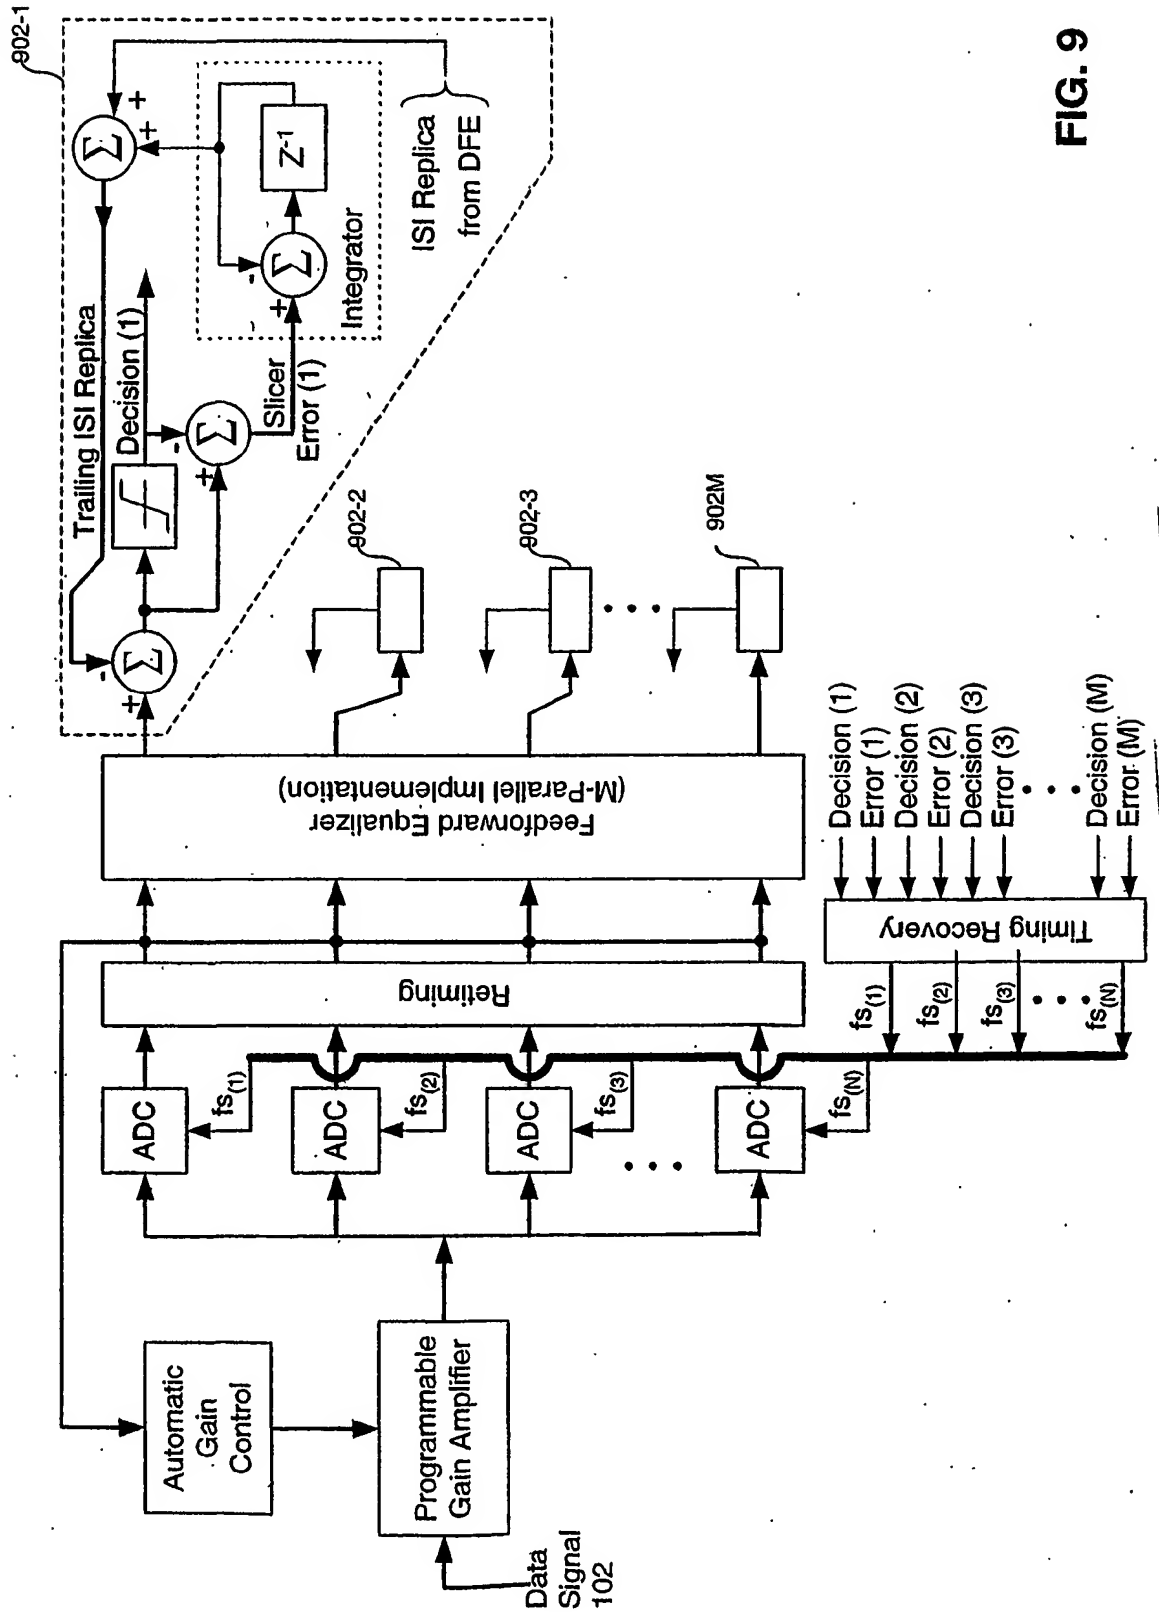 902-1
Σ
+
+
Trailing ISI Replica
Decision (1)
Z-1
Σ
-
+
Integrator
ISI Replica
from DFE
Σ
-
+
Slicer
Error (1)
Σ
-
+
902-2
902-3
902M
Feedforward Equalizer
(M-Parallel Implementation)
Retiming
ADC
fs(1)
ADC
fs(2)
ADC
fs(3)
ADC
fs(N)
Automatic
Gain
Control
Programmable
Gain Amplifier
Data
Signal
102
Decision (1)
Error (1)
Decision (2)
Error (2)
Decision (3)
Error (3)
Decision (M)
Error (M)
Timing Recovery
fs(1)
fs(2)
fs(3)
fs(N)
FIG. 9